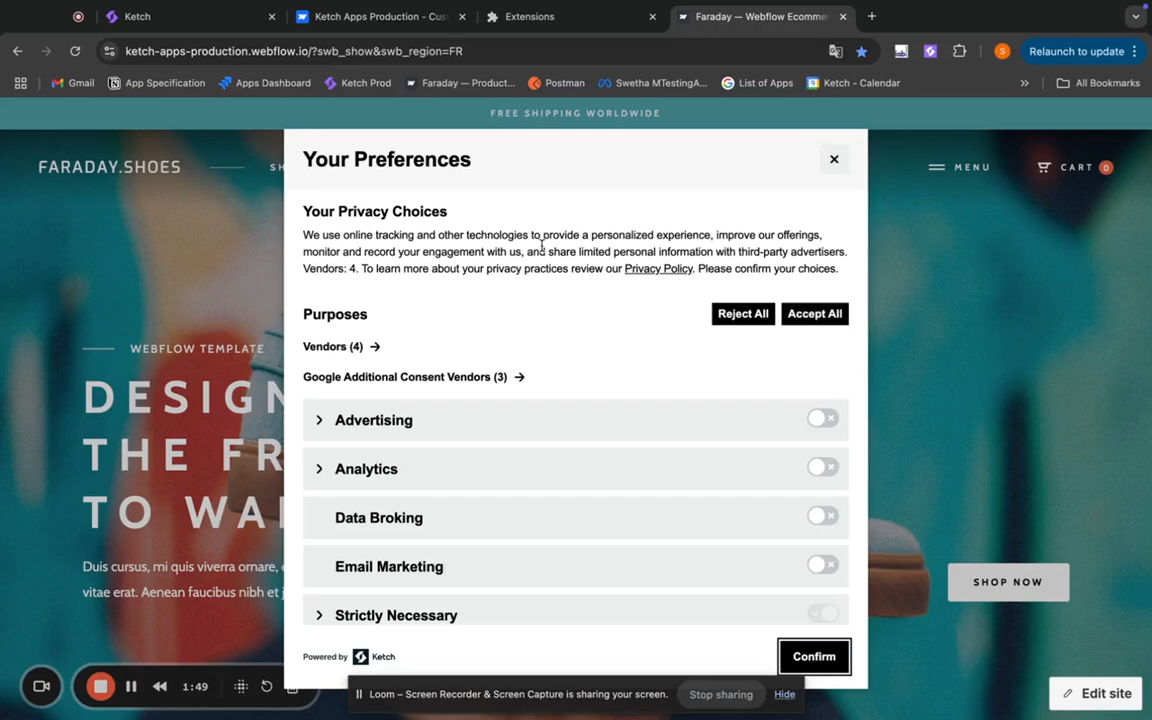 Ketch
Ketch Apps Production - Cus
Extensions
Faraday — Webflow Ecomme
ketch-apps-production.webflow.io/?swb_show&swb_region=FR
S
Relaunch to update
Gmail
App Specification
Apps Dashboard
Ketch Prod
Faraday — Product...
Postman
Swetha MTestingA...
List of Apps
Ketch - Calendar
All Bookmarks
FREE SHIPPING WORLDWIDE
FARADAY.SHOES
SH
MENU
CART 0
Your Preferences
Your Privacy Choices
We use online tracking and other technologies to provide a personalized experience, improve our offerings,
monitor and record your engagement with us, and share limited personal information with third-party advertisers.
Vendors: 4. To learn more about your privacy practices review our Privacy Policy. Please confirm your choices.
Purposes
Reject All
Accept All
Vendors (4)
Google Additional Consent Vendors (3)
Advertising
Analytics
Data Broking
Email Marketing
Strictly Necessary
Powered by Ketch
Confirm
WEBFLOW TEMPLATE
DESIGN
THE FR
TO WA
Duis cursus, mi quis viverra ornare,
vitae erat. Aenean faucibus nibh et
SHOP NOW
1:49
Loom – Screen Recorder & Screen Capture is sharing your screen.
Stop sharing
Hide
Edit site